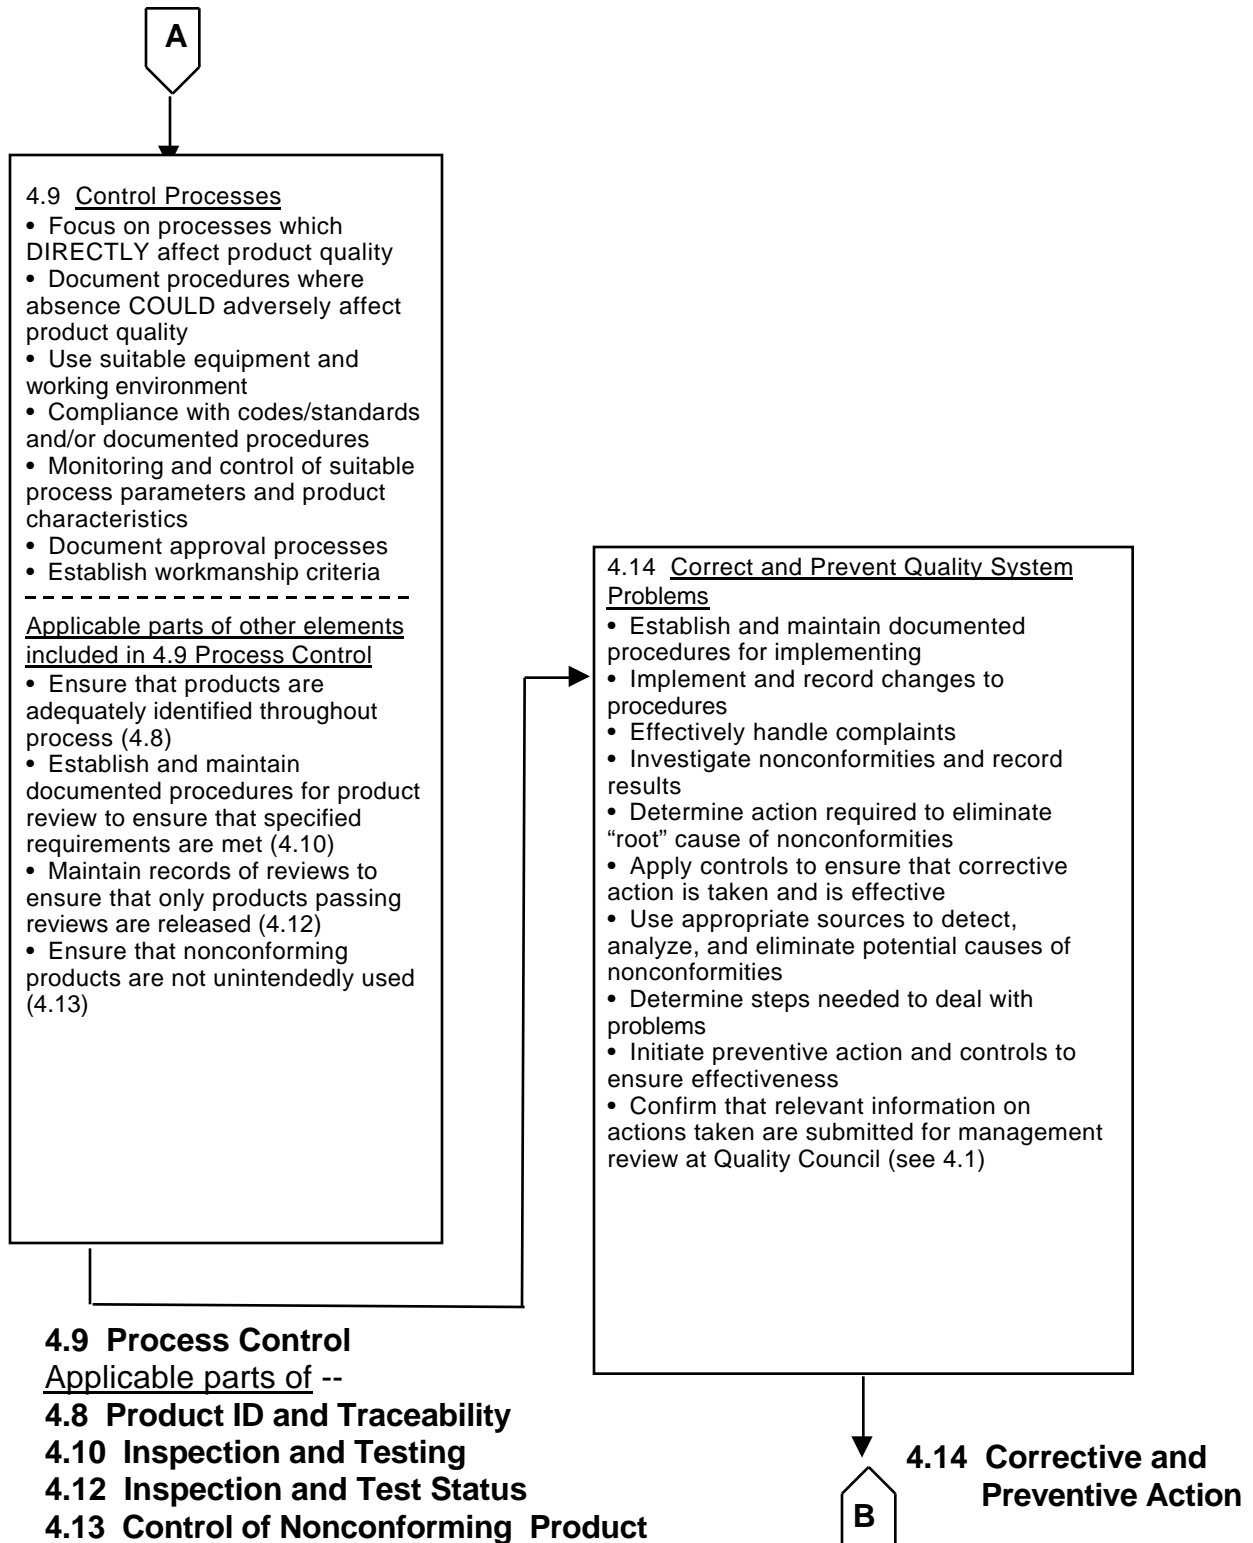 A
4.9 Control Processes
• Focus on processes which
DIRECTLY affect product quality
• Document procedures where
absence COULD adversely affect
product quality
• Use suitable equipment and
working environment
• Compliance with codes/standards
and/or documented procedures
• Monitoring and control of suitable
process parameters and product
characteristics
• Document approval processes
• Establish workmanship criteria
Applicable parts of other elements
included in 4.9 Process Control
• Ensure that products are
adequately identified throughout
process (4.8)
• Establish and maintain
documented procedures for product
review to ensure that specified
requirements are met (4.10)
• Maintain records of reviews to
ensure that only products passing
reviews are released (4.12)
• Ensure that nonconforming
products are not unintendedly used
(4.13)
4.9 Process Control
Applicable parts of --
4.8 Product ID and Traceability
4.10 Inspection and Testing
4.12 Inspection and Test Status
4.13 Control of Nonconforming Product
4.14 Correct and Prevent Quality System
Problems
• Establish and maintain documented
procedures for implementing
• Implement and record changes to
procedures
• Effectively handle complaints
• Investigate nonconformities and record
results
• Determine action required to eliminate
“root” cause of nonconformities
• Apply controls to ensure that corrective
action is taken and is effective
• Use appropriate sources to detect,
analyze, and eliminate potential causes of
nonconformities
• Determine steps needed to deal with
problems
• Initiate preventive action and controls to
ensure effectiveness
• Confirm that relevant information on
actions taken are submitted for management
review at Quality Council (see 4.1)
4.14 Corrective and
Preventive Action
B